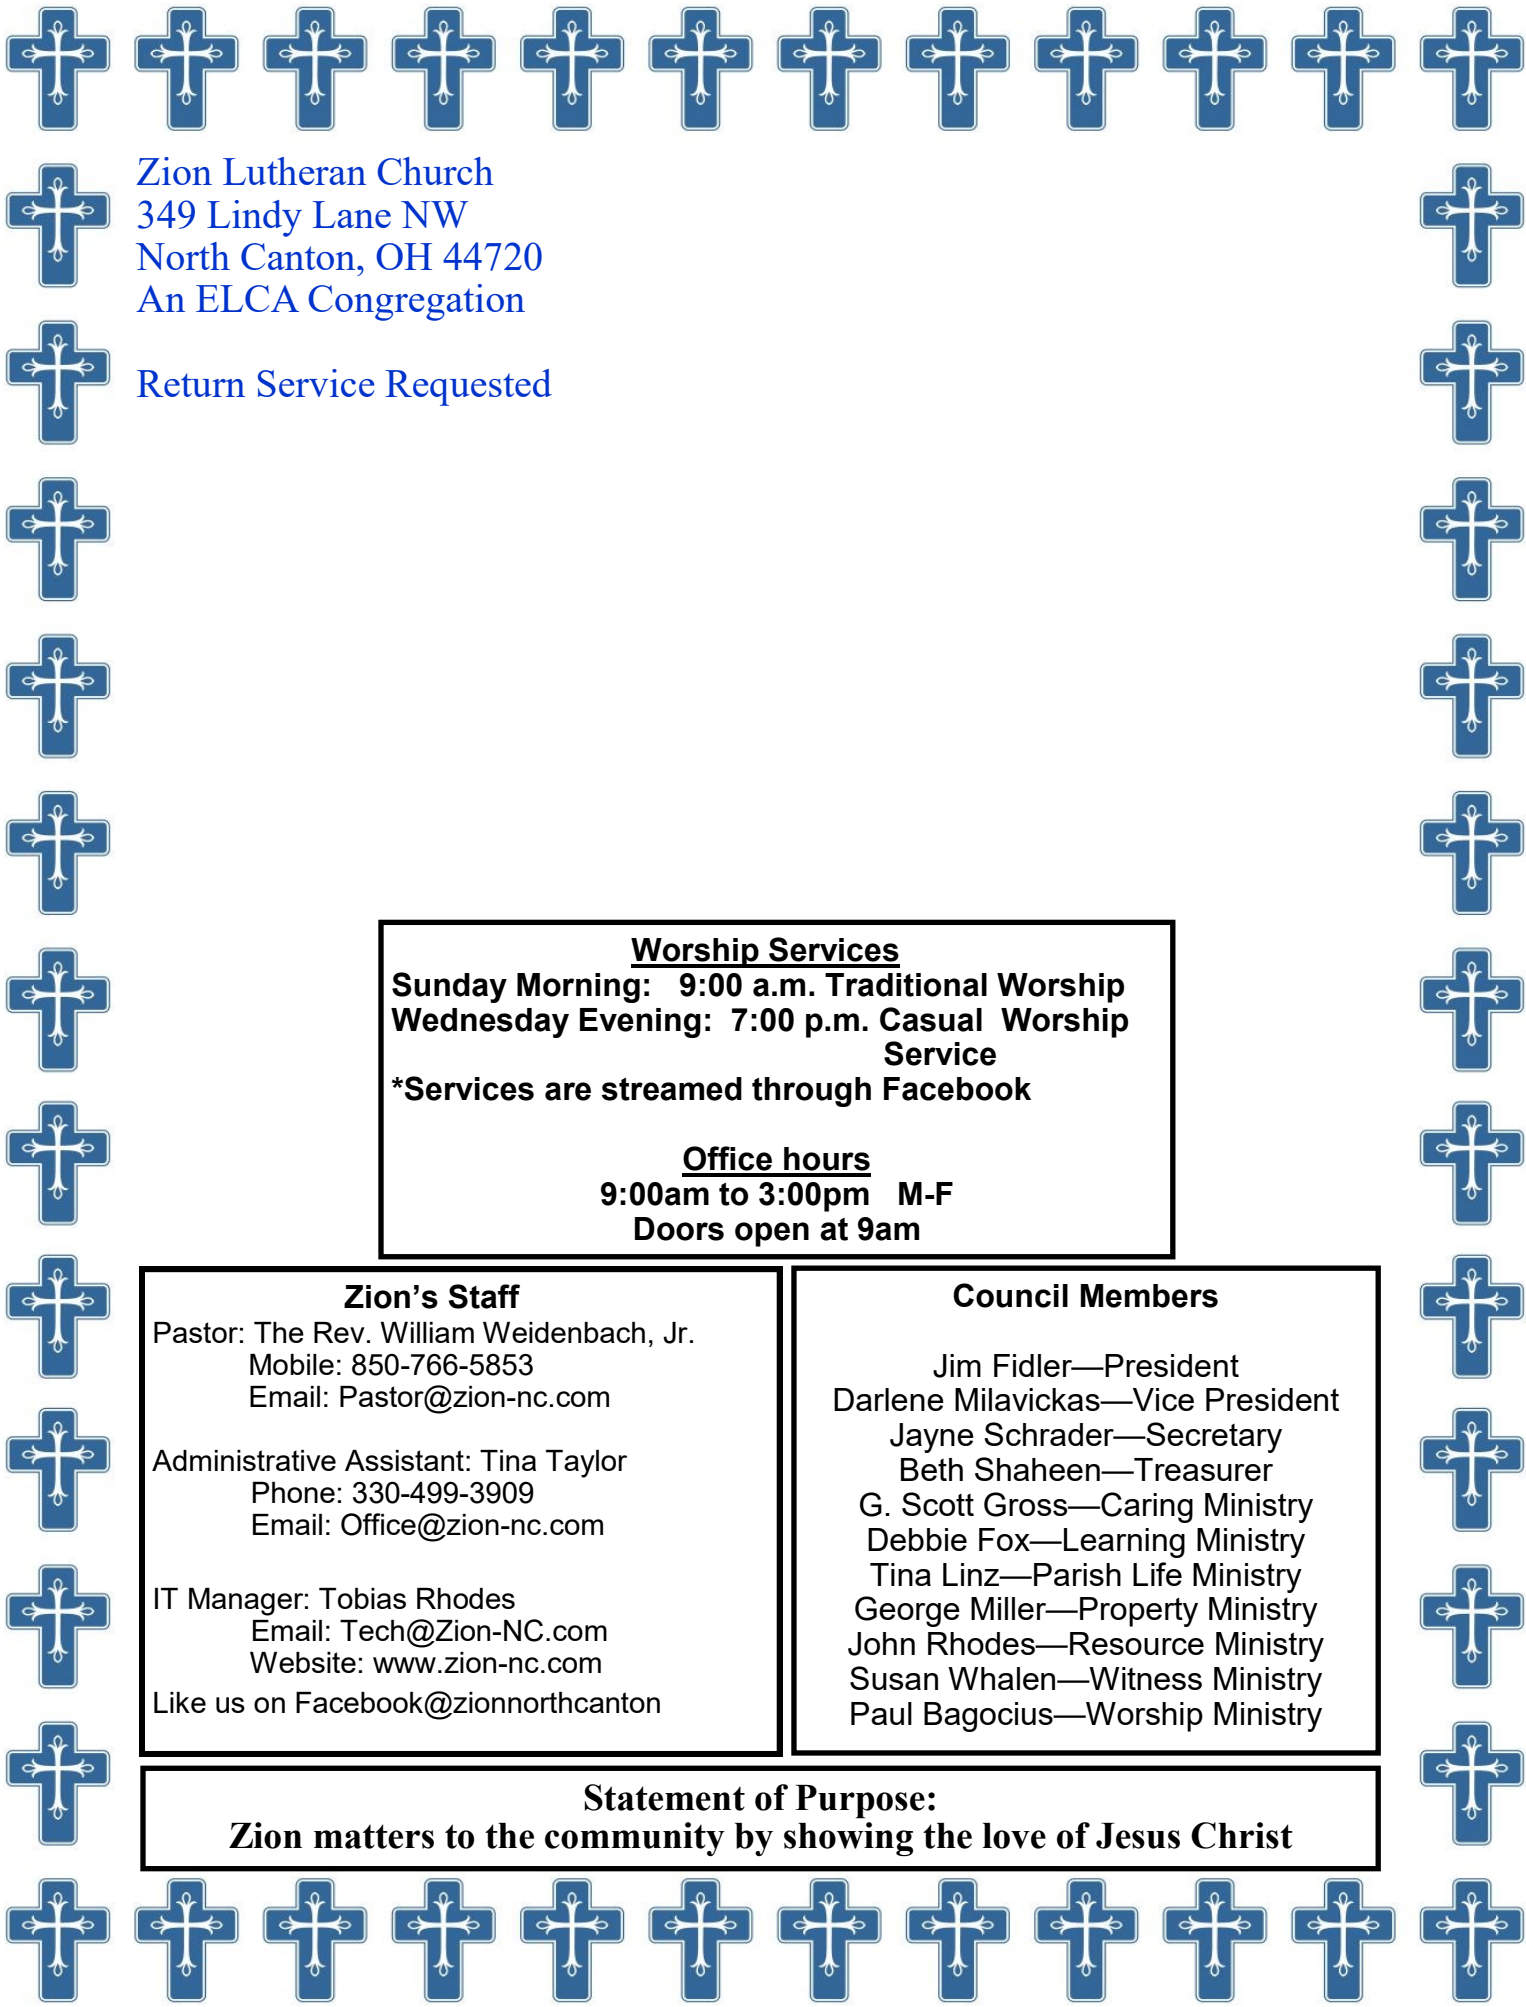 Zion Lutheran Church
349 Lindy Lane NW
North Canton, OH 44720
An ELCA Congregation
Return Service Requested
Worship Services
Sunday Morning: 9:00 a.m. Traditional Worship
Wednesday Evening: 7:00 p.m. Casual Worship
Service
*Services are streamed through Facebook
Office hours
9:00am to 3:00pm M-F
Doors open at 9am
Zion's Staff
Pastor: The Rev. William Weidenbach, Jr.
Mobile: 850-766-5853
Email: Pastor@zion-nc.com
Administrative Assistant: Tina Taylor
Phone: 330-499-3909
Email: Office@zion-nc.com
IT Manager: Tobias Rhodes
Email: Tech@Zion-NC.com
Website: www.zion-nc.com
Like us on Facebook@zionnorthcanton
Council Members
Jim Fidler—President
Darlene Milavickas—Vice President
Jayne Schrader—Secretary
Beth Shaheen—Treasurer
G. Scott Gross—Caring Ministry
Debbie Fox—Learning Ministry
Tina Linz—Parish Life Ministry
George Miller—Property Ministry
John Rhodes—Resource Ministry
Susan Whalen—Witness Ministry
Paul Bagocius—Worship Ministry
Statement of Purpose:
Zion matters to the community by showing the love of Jesus Christ